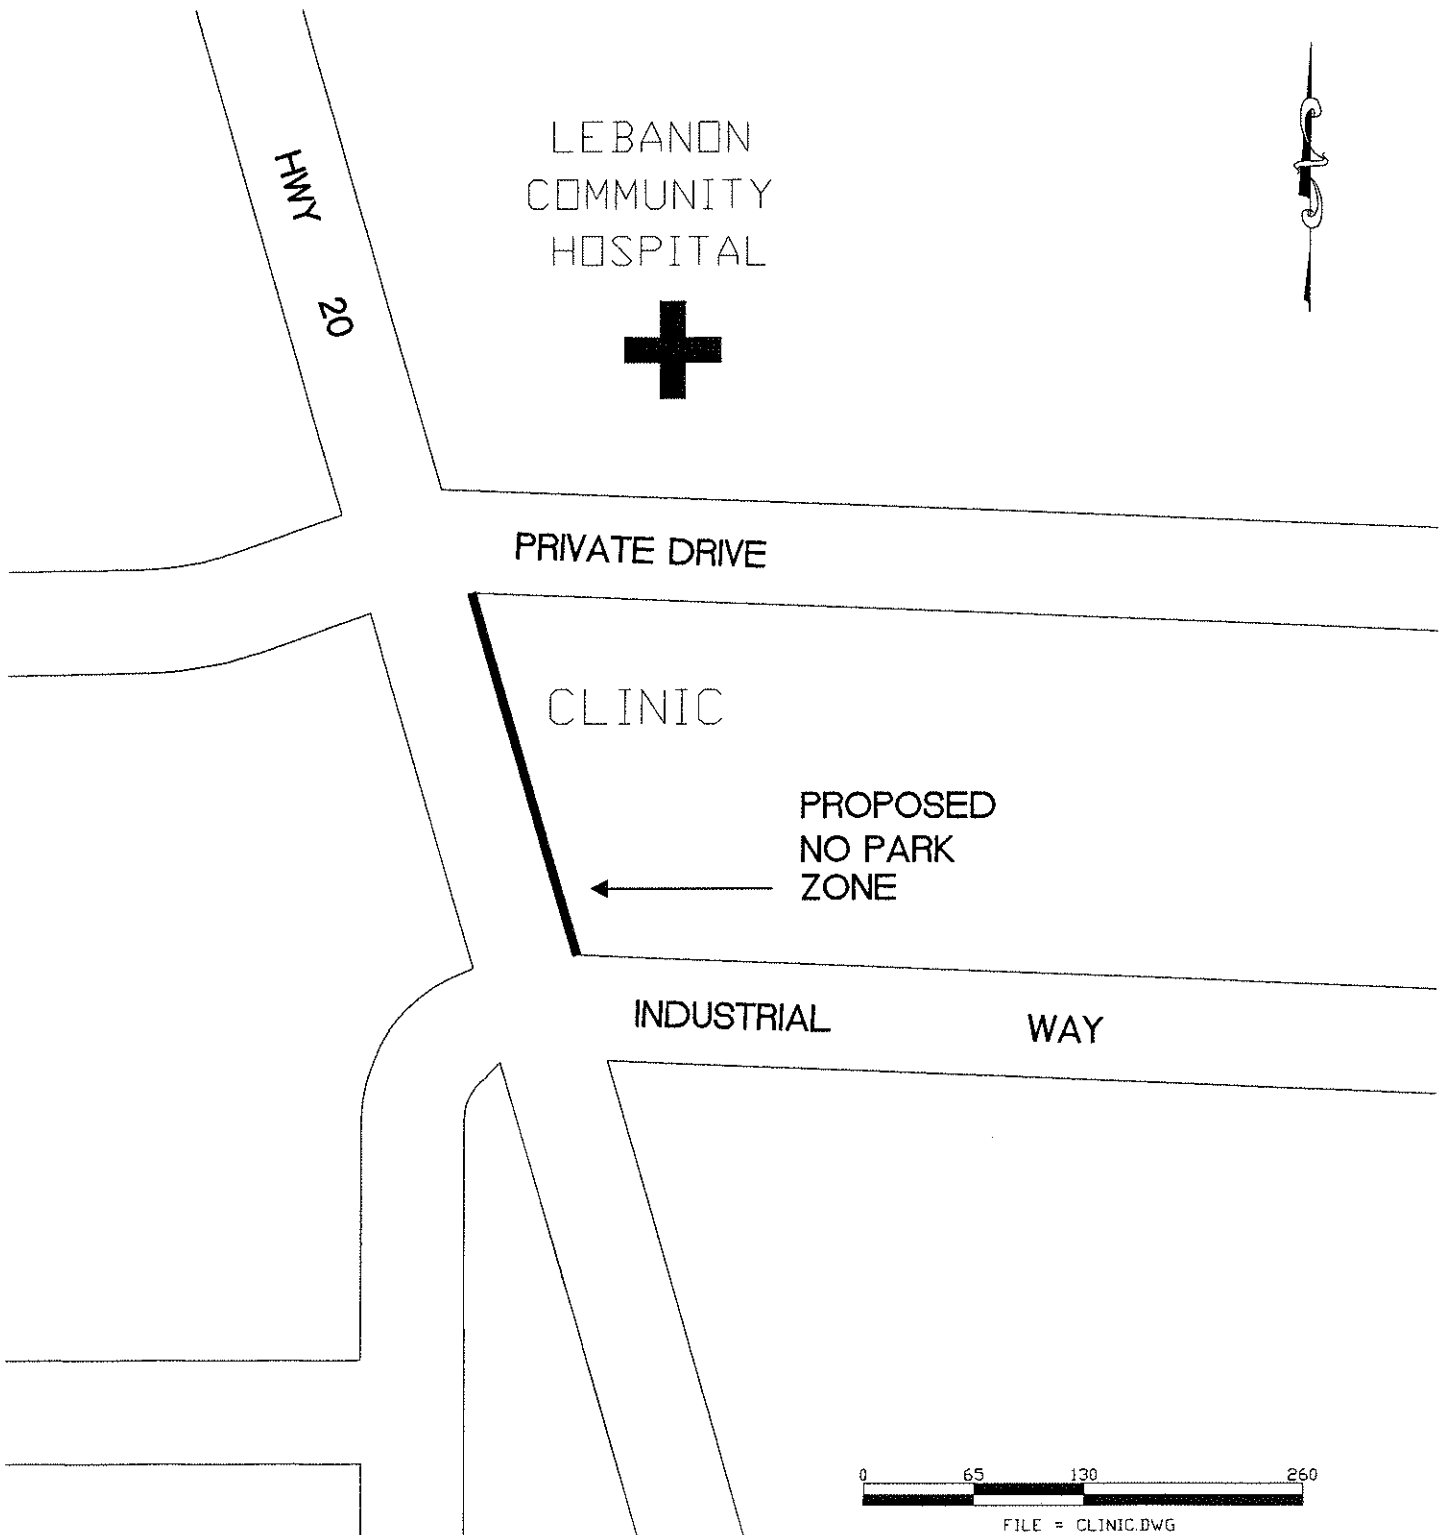 LEBANON
COMMUNITY
HOSPITAL
HWY 20
PRIVATE DRIVE
CLINIC
PROPOSED
NO PARK
ZONE
INDUSTRIAL WAY
0 65 130 260
FILE = CLINIC.DWG